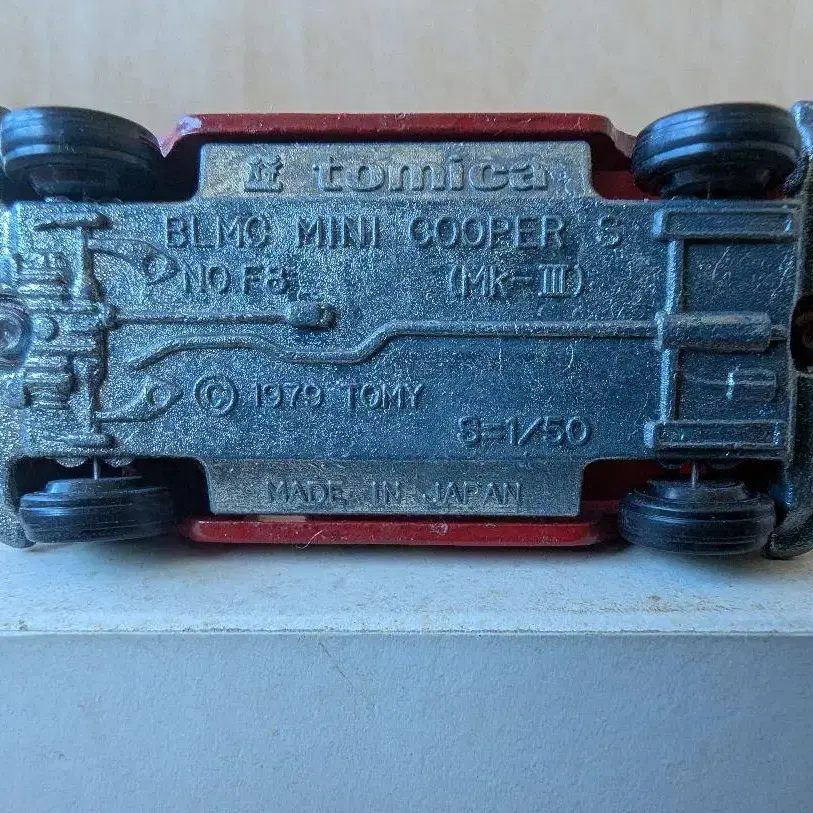 tomica
BLMC MINI COOPER S
NO F8 (Mk-III)
© 1979 TOMY
S=1/50
MADE IN JAPAN